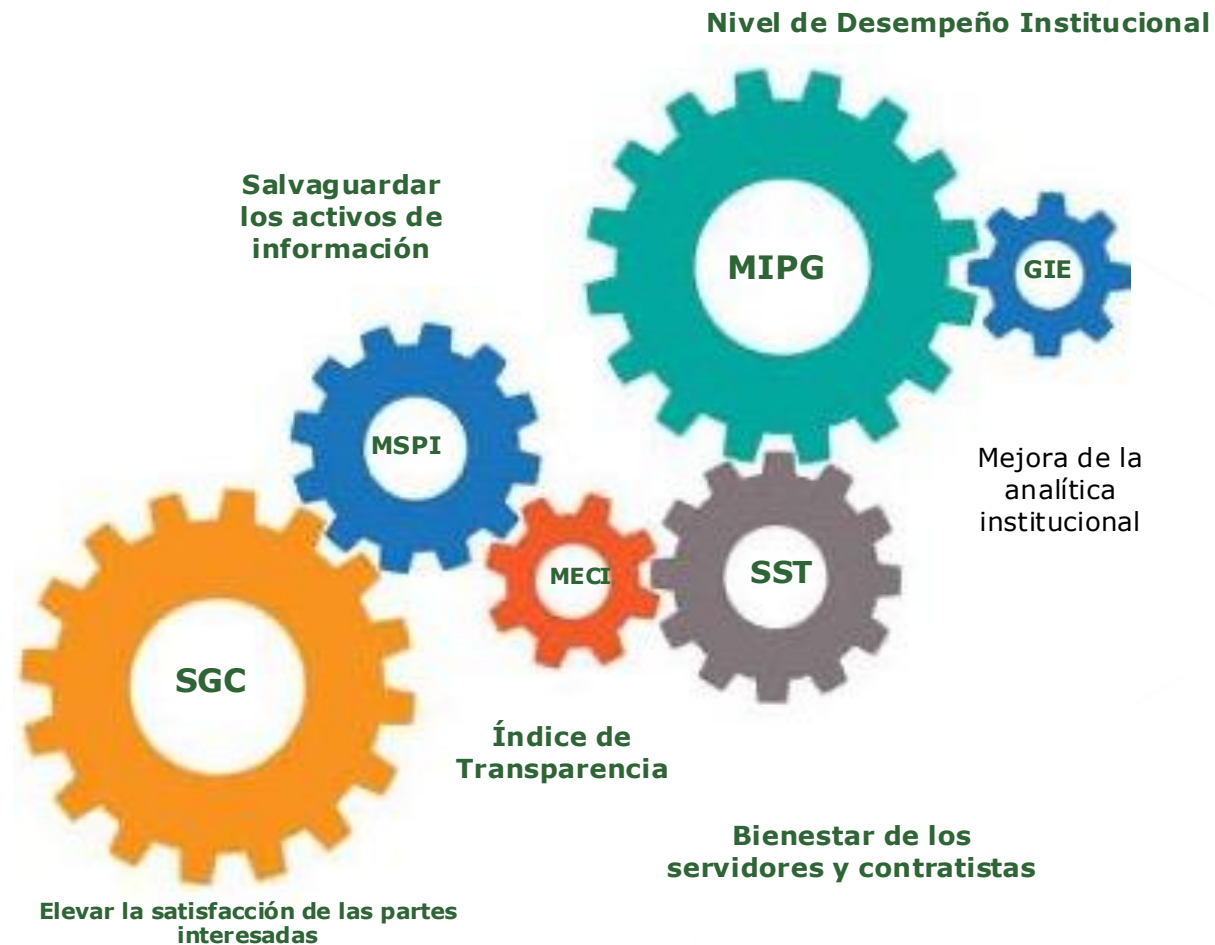 Nivel de Desempeño Institucional
Salvaguardar
los activos de
información
MIPG
GIE
MSPI
Mejora de la
analítica
institucional
MECI
SST
SGC
Índice de
Transparencia
Bienestar de los
servidores y contratistas
Elevar la satisfacción de las partes
interesadas